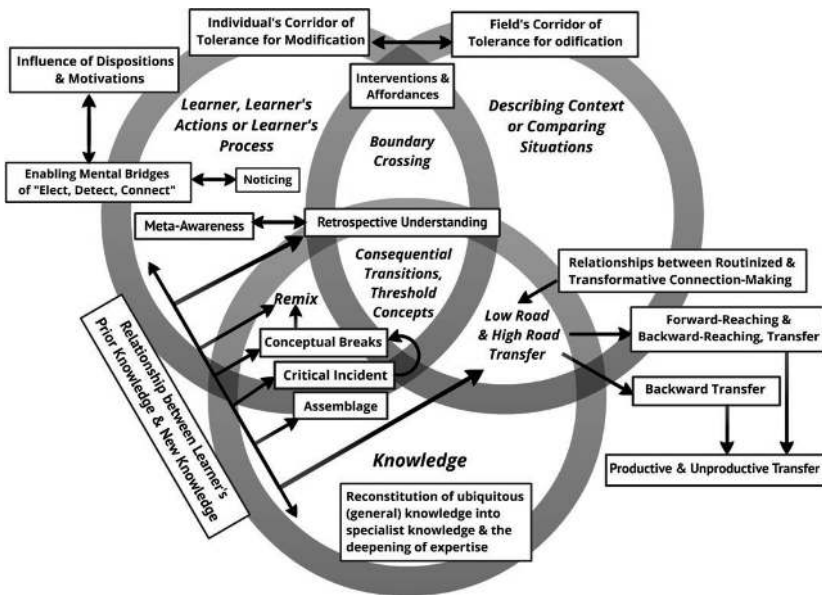 Individual's Corridor of
Tolerance for Modification
Field's Corridor of
Tolerance for odification
Influence of Dispositions
& Motivations
Interventions &
Affordances
Learner, Learner's
Actions or Learner's
Process
Describing Context
or Comparing
Situations
Boundary
Crossing
Enabling Mental Bridges
of "Elect, Detect, Connect"
Noticing
Meta-Awareness
Retrospective Understanding
Consequential
Transitions,
Threshold
Concepts
Relationships between Routinized &
Transformative Connection-Making
Remix
Low Road
& High Road
Transfer
Conceptual Breaks
Critical Incident
Assemblage
Forward-Reaching &
Backward-Reaching, Transfer
Backward Transfer
Productive & Unproductive Transfer
Relationship between Learner's
Prior Knowledge & New Knowledge
Knowledge
Reconstitution of ubiquitous
(general) knowledge into
specialist knowledge & the
deepening of expertise